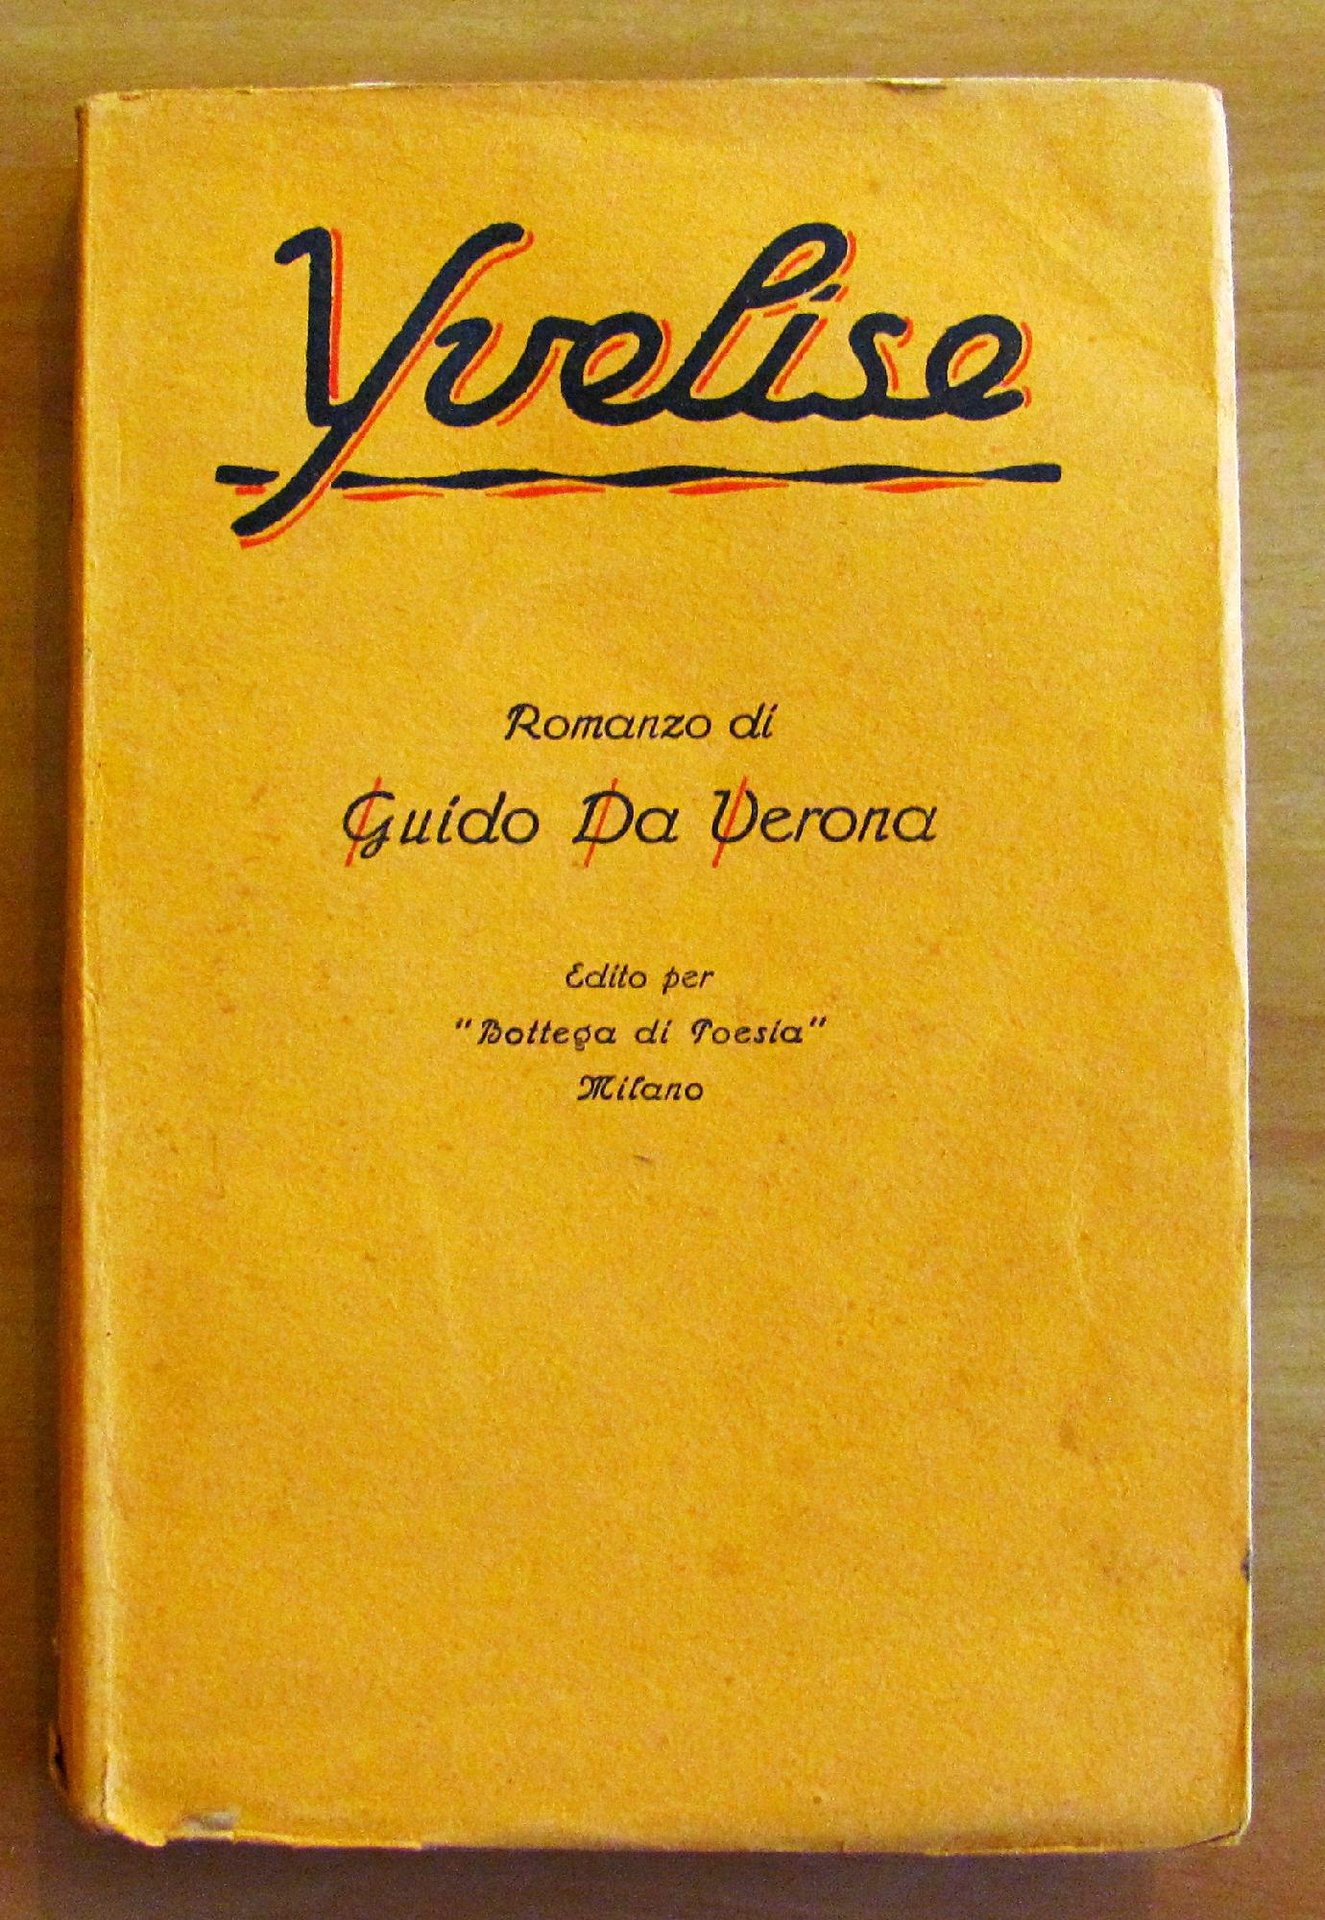 Yvelise
Romanzo di
Guido Da Verona
Edito per
"Bottega di Poesia"
Milano